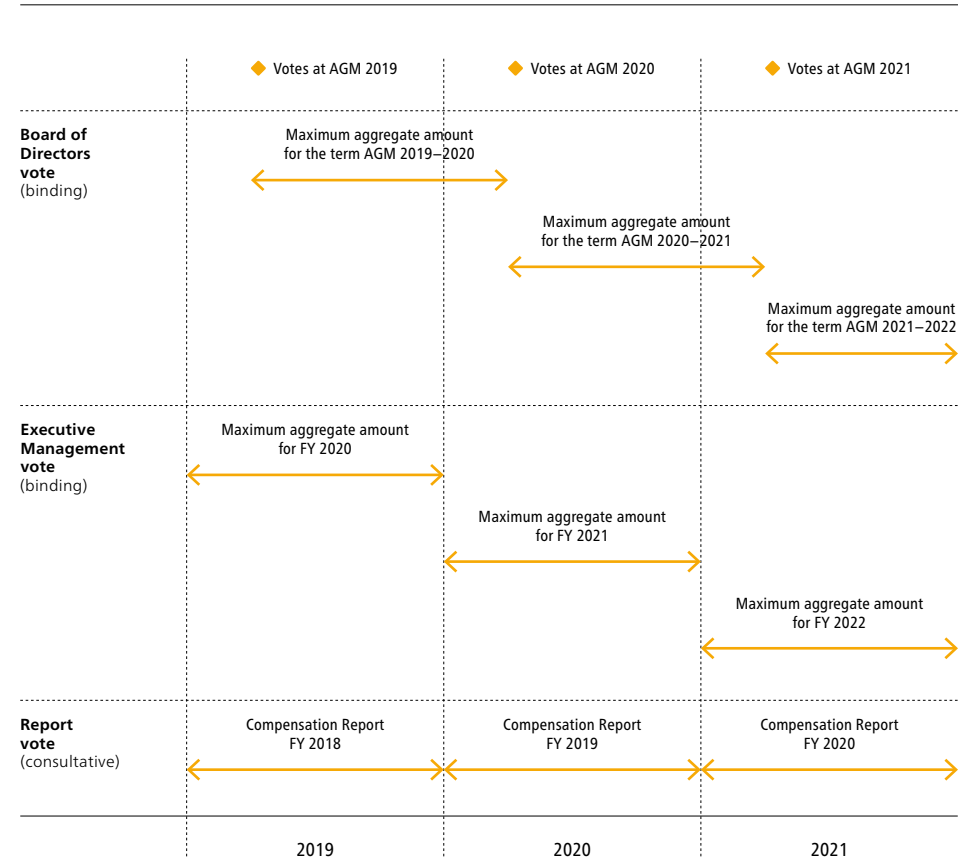 Votes at AGM 2019
Votes at AGM 2020
Votes at AGM 2021
Board of
Directors
vote
(binding)
Maximum aggregate amount
for the term AGM 2019–2020
Maximum aggregate amount
for the term AGM 2020–2021
Maximum aggregate amount
for the term AGM 2021–2022
Executive
Management
vote
(binding)
Maximum aggregate amount
for FY 2020
Maximum aggregate amount
for FY 2021
Maximum aggregate amount
for FY 2022
Report
vote
(consultative)
Compensation Report
FY 2018
Compensation Report
FY 2019
Compensation Report
FY 2020
2019
2020
2021